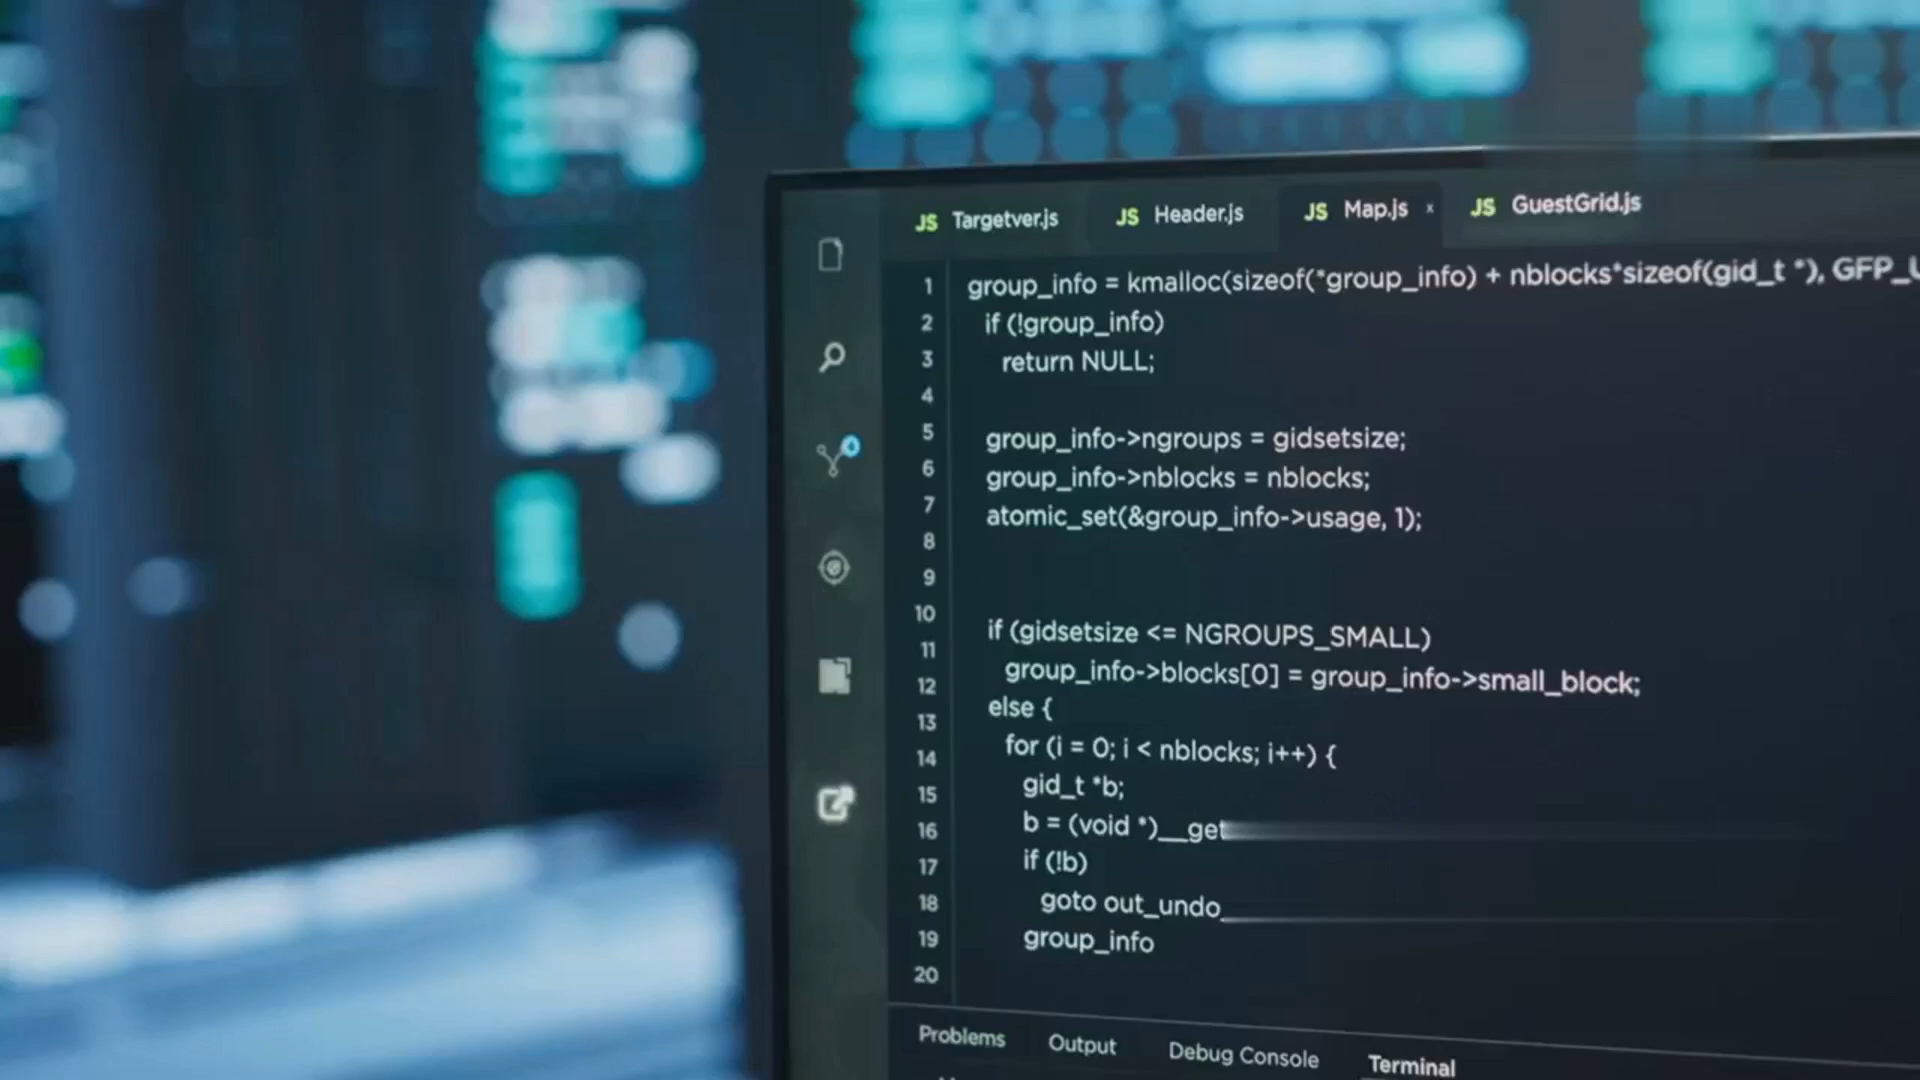 JS Targetver.js JS Header.js JS Map.js x JS GuestGrid.js
1 group_info = kmalloc(sizeof(*group_info) + nblocks*sizeof(gid_t *), GFP_U
2 if (!group_info)
3 return NULL;
4
5 group_info->ngroups = gidsetsize;
6 group_info->nblocks = nblocks;
7 atomic_set(&group_info->usage, 1);
8
9
10 if (gidsetsize <= NGROUPS_SMALL)
11 group_info->blocks[0] = group_info->small_block;
12 else {
13 for (i = 0; i < nblocks; i++) {
14 gid_t *b;
15 b = (void *)__get
16 if (!b)
17 goto out_undo
18 group_info
19
20
Problems Output Debug Console Terminal